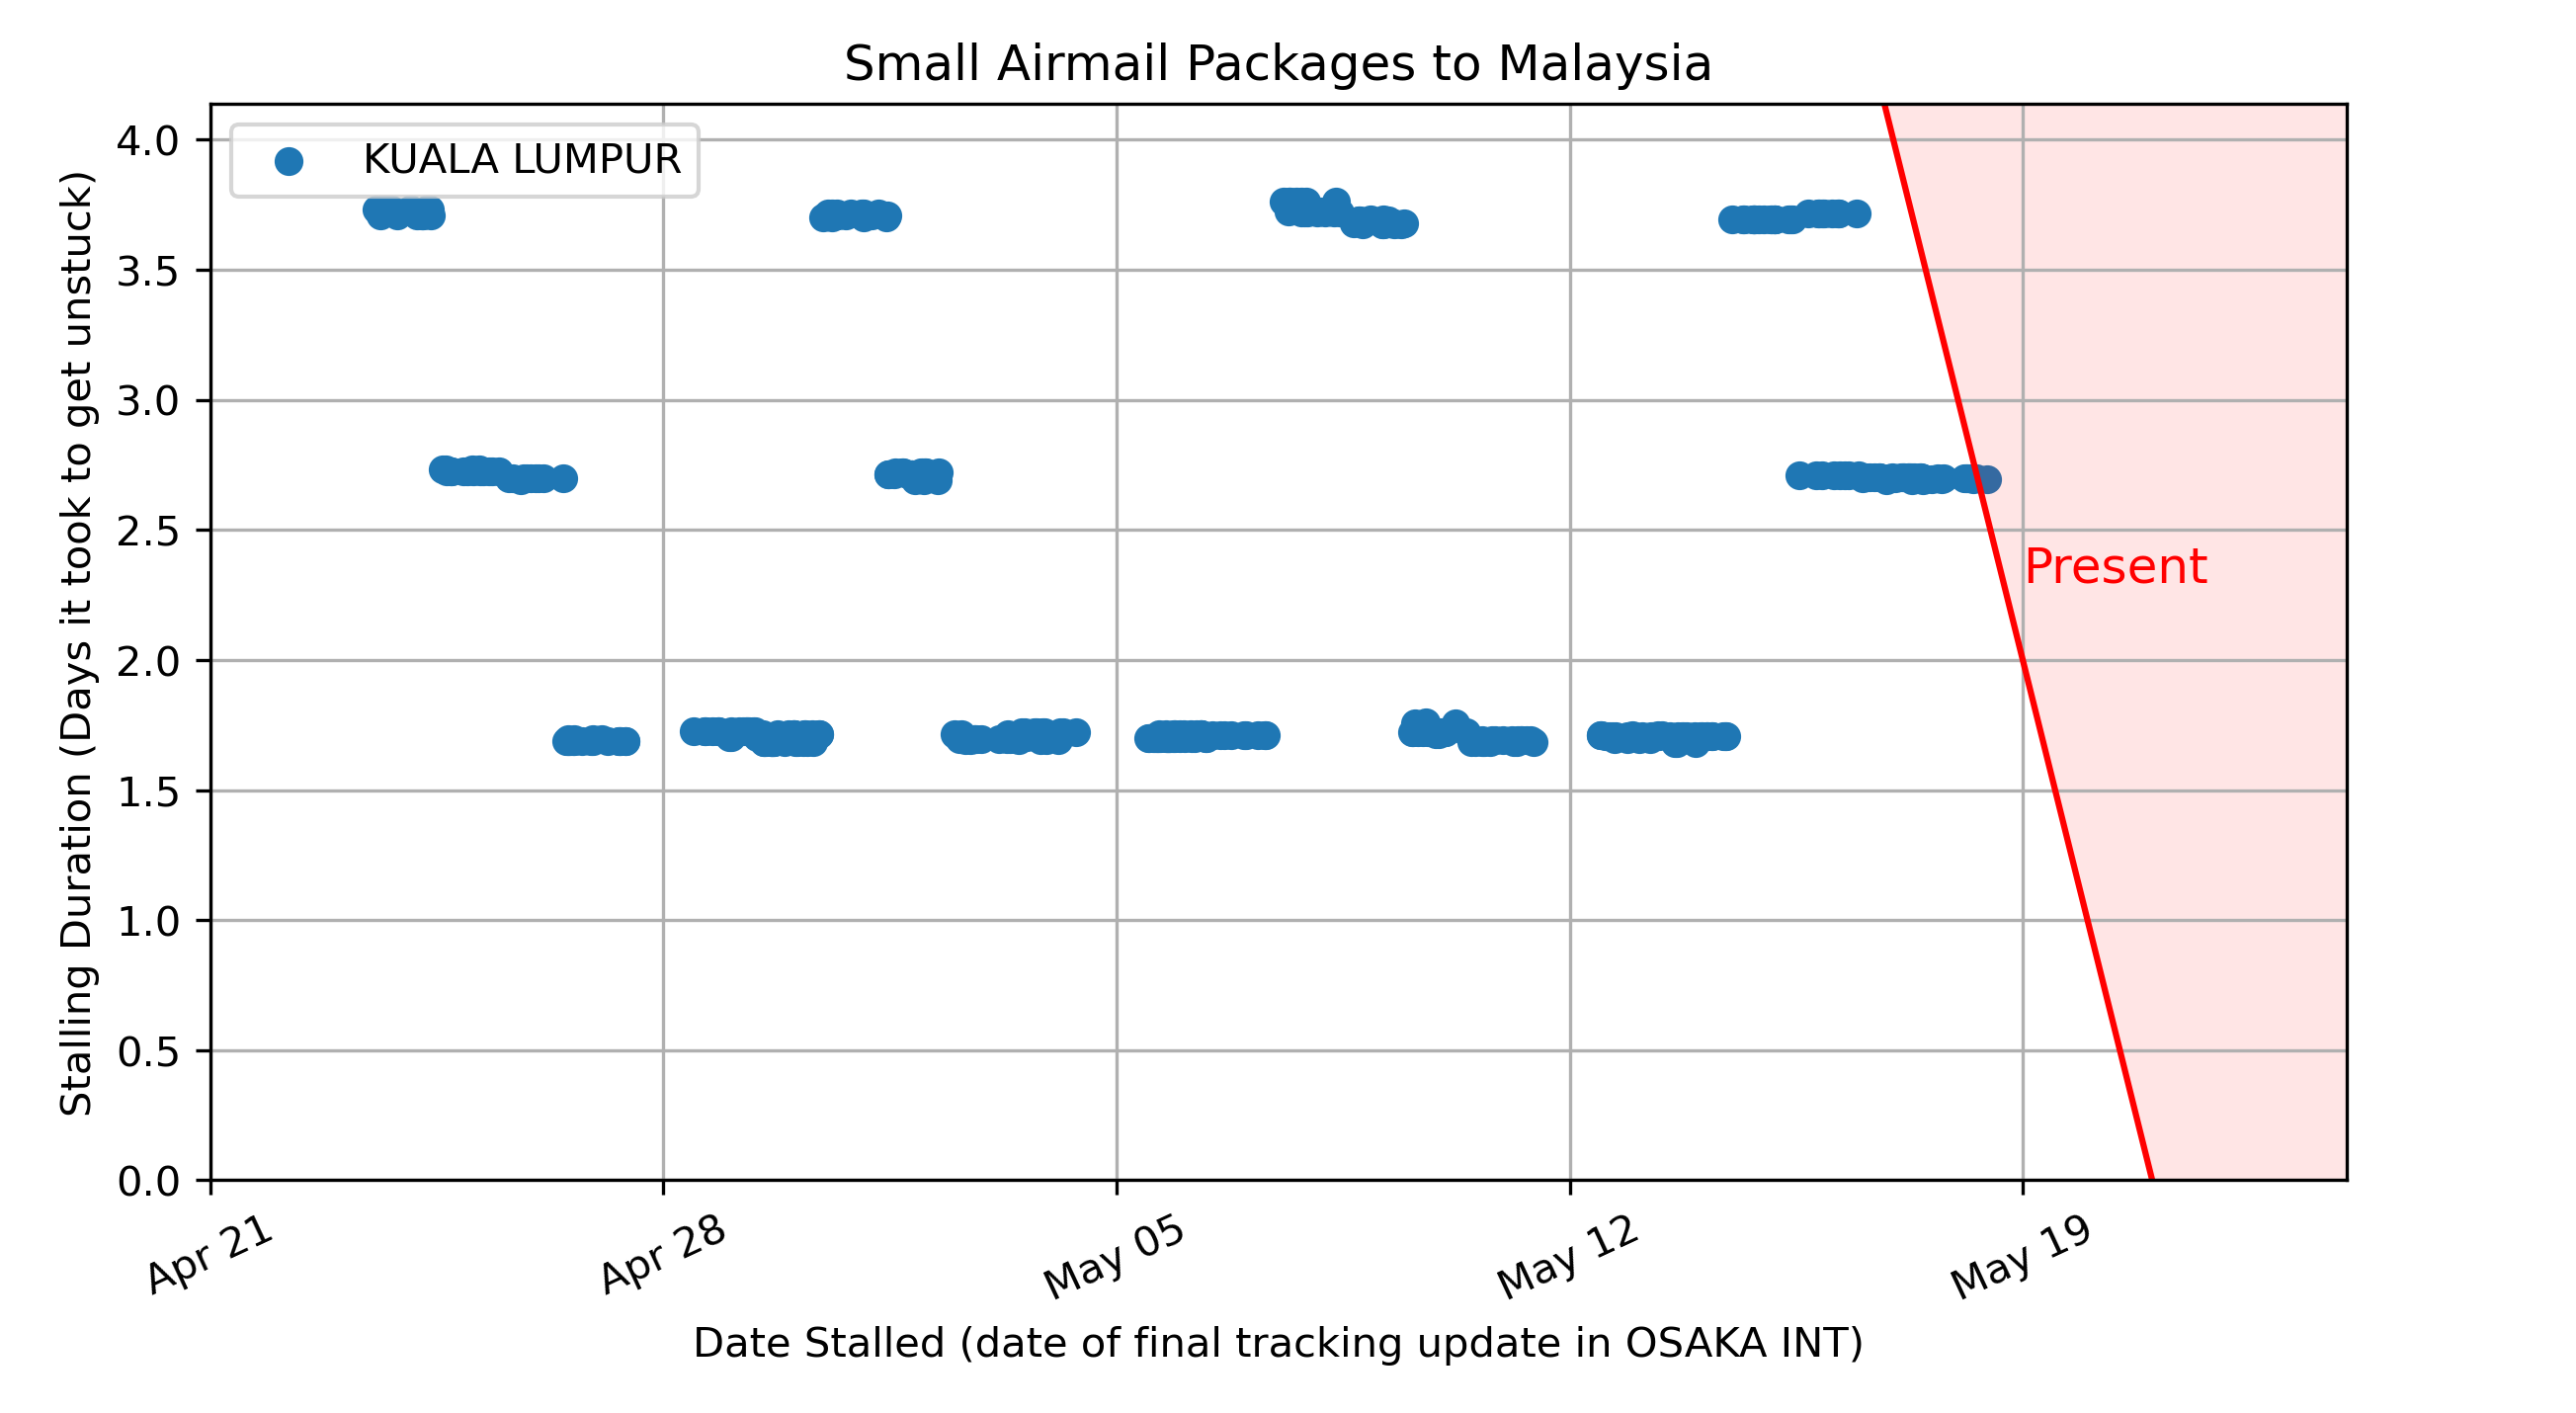 Small Airmail Packages to Malaysia
KUALA LUMPUR
Stalling Duration (Days it took to get unstuck)
4.0
3.5
3.0
2.5
2.0
1.5
1.0
0.5
0.0
Present
Apr 21
Apr 28
May 05
May 12
May 19
Date Stalled (date of final tracking update in OSAKA INT)